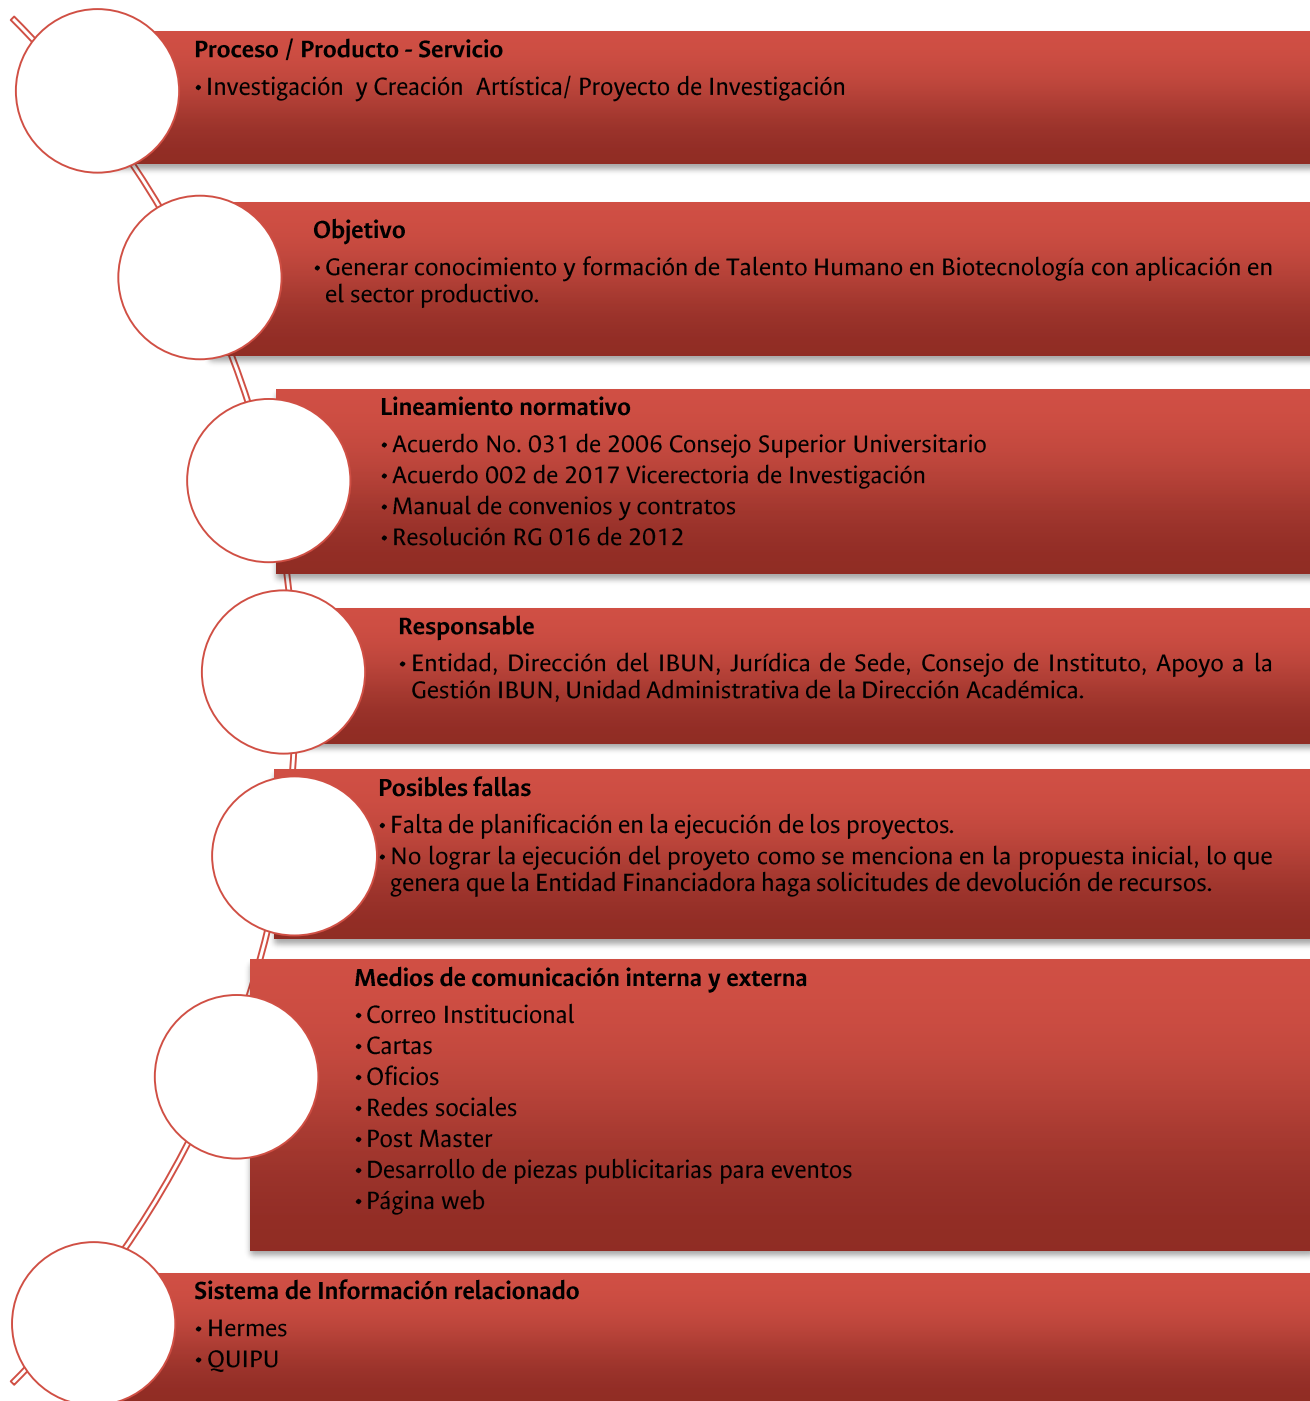 Proceso / Producto - Servicio
• Investigación y Creación Artística/ Proyecto de Investigación
Objetivo
• Generar conocimiento y formación de Talento Humano en Biotecnología con aplicación en
el sector productivo.
Lineamiento normativo
• Acuerdo No. 031 de 2006 Consejo Superior Universitario
• Acuerdo 002 de 2017 Vicerectoria de Investigación
• Manual de convenios y contratos
• Resolución RG 016 de 2012
Responsable
• Entidad, Dirección del IBUN, Jurídica de Sede, Consejo de Instituto, Apoyo a la
Gestión IBUN, Unidad Administrativa de la Dirección Académica.
Posibles fallas
• Falta de planificación en la ejecución de los proyectos.
• No lograr la ejecución del proyeto como se menciona en la propuesta inicial, lo que
genera que la Entidad Financiadora haga solicitudes de devolución de recursos.
Medios de comunicación interna y externa
• Correo Institucional
• Cartas
• Oficios
• Redes sociales
• Post Master
• Desarrollo de piezas publicitarias para eventos
• Página web
Sistema de Información relacionado
• Hermes
• QUIPU